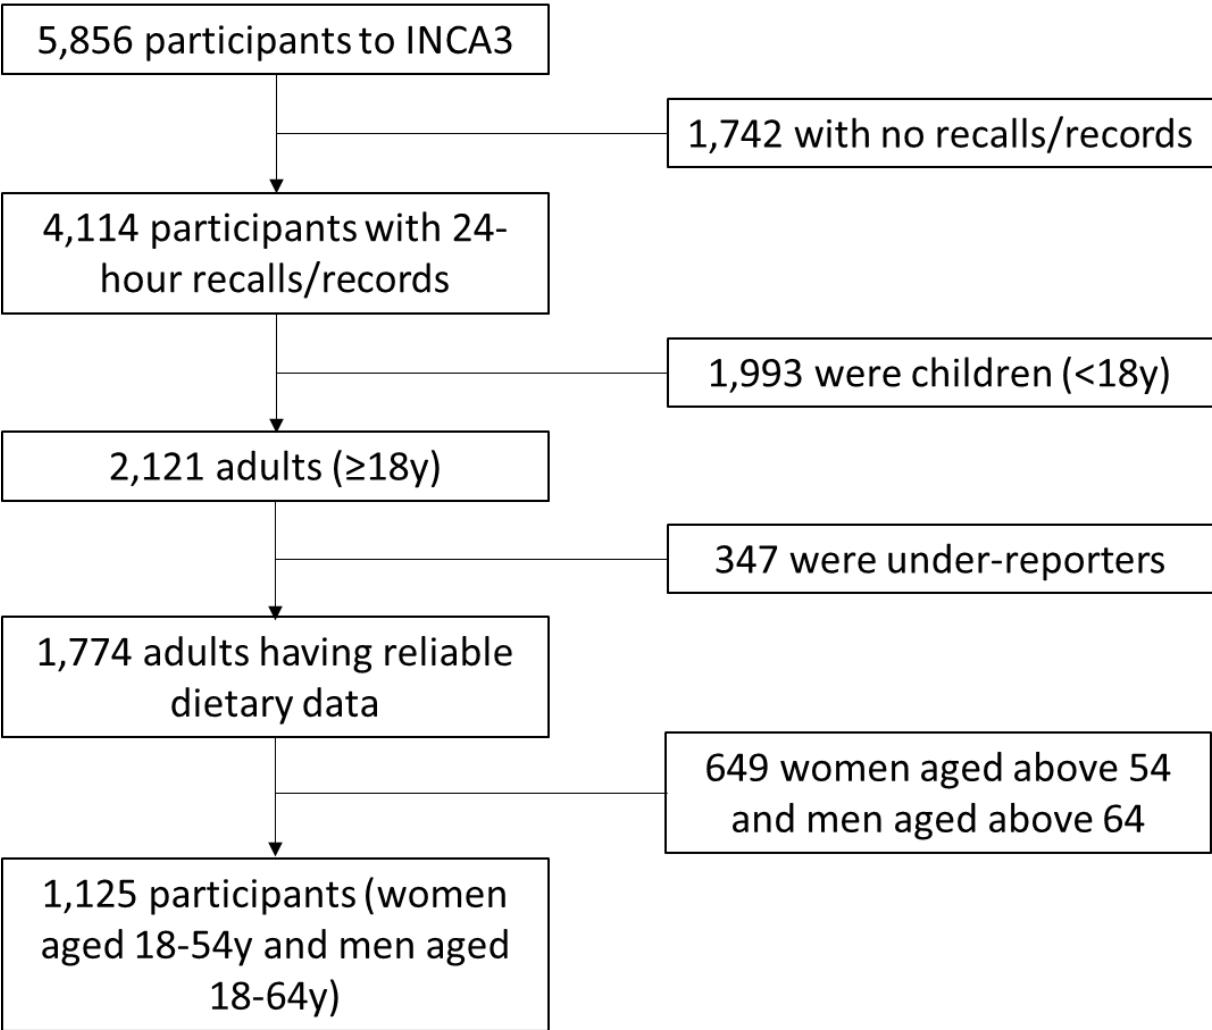 5,856 participants to INCA3
1,742 with no recalls/records
4,114 participants with 24-
hour recalls/records
1,993 were children (<18y)
2,121 adults (≥18y)
347 were under-reporters
1,774 adults having reliable
dietary data
649 women aged above 54
and men aged above 64
1,125 participants (women
aged 18-54y and men aged
18-64y)